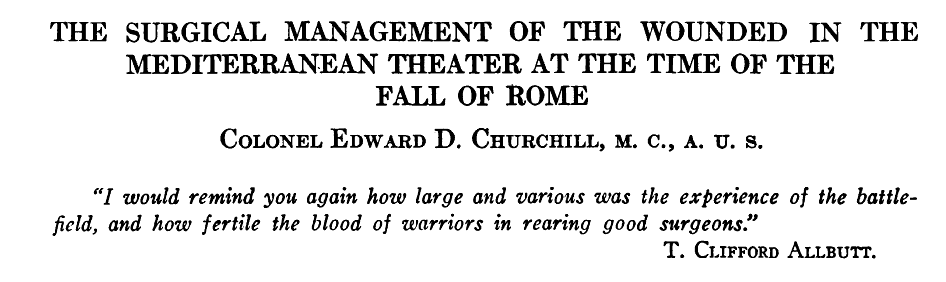 THE SURGICAL MANAGEMENT OF THE WOUNDED IN THE
MEDITERRANEAN THEATER AT THE TIME OF THE
FALL OF ROME
COLONEL EDWARD D. CHURCHILL, M. C., A. U. S.
"I would remind you again how large and various was the experience of the battle-
field, and how fertile the blood of warriors in rearing good surgeons."
T. CLIFFORD ALLBUTT.